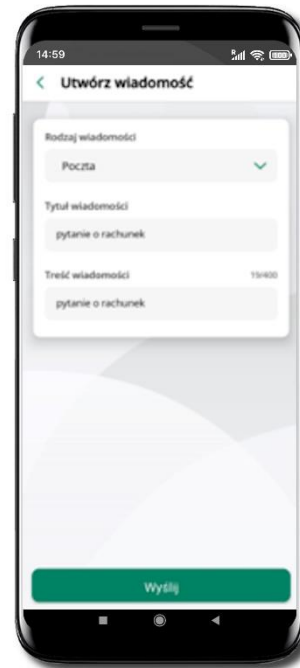 14:59
Utwórz wiadomość
Rodzaj wiadomości
Poczta
Tytuł wiadomości
pytanie o rachunek
Treść wiadomości 19/400
pytanie o rachunek
Wyślij